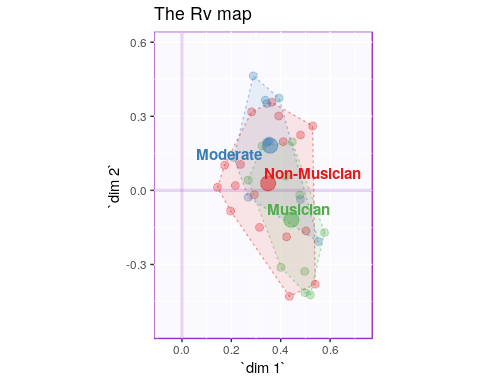 The Rv map
0.6
0.3
0.0
-0.3
`dim 2`
Moderate
Non-Musician
Musician
0.0 0.2 0.4 0.6
`dim 1`